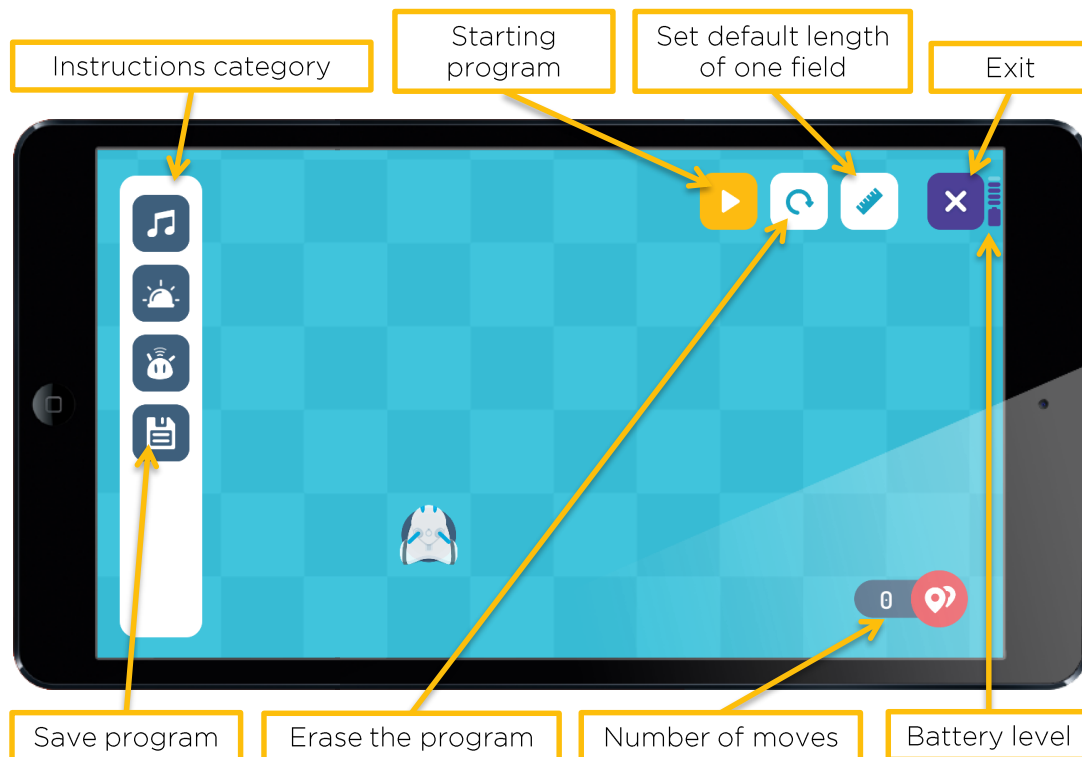 Instructions category
Starting
program
Set default length
of one field
Exit
0
Save program
Erase the program
Number of moves
Battery level